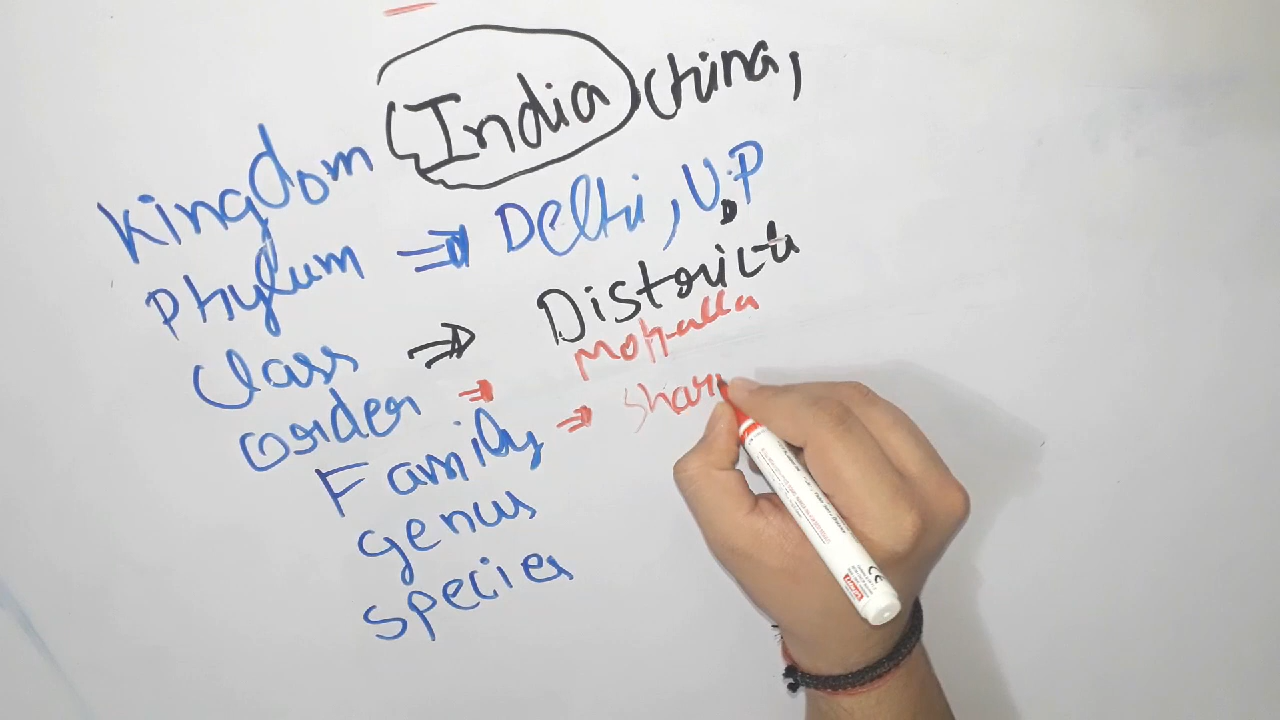 Kingdom India China,
Phylum ⇒ Delhi, U.P
Class ⇒ District
Order → Mohalla
Family ⇒ Shar
genus
species